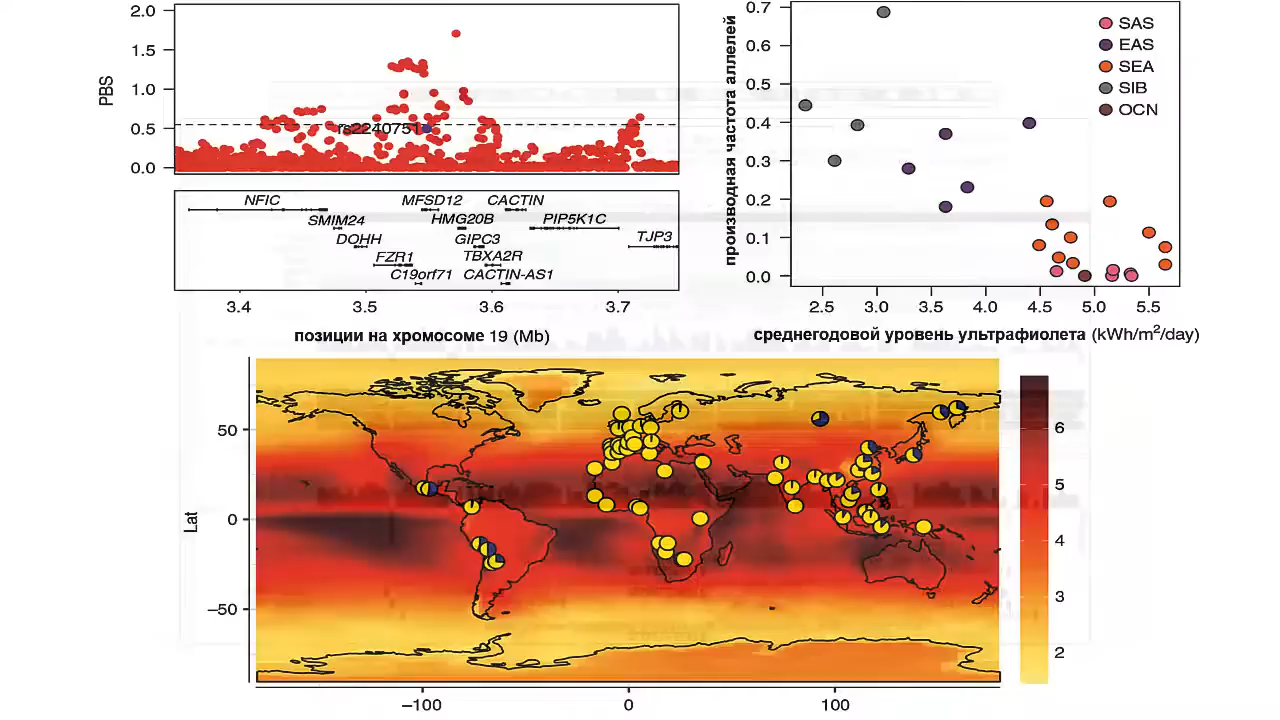 2.0
1.5
1.0
0.5
0.0
PBS
rs2240751
NFIC
MFSD12
CACTIN
SMIM24
HMG20B
PIP5K1C
DOHH
GIPC3
TJP3
FZR1
TBXA2R
C19orf71
CACTIN-AS1
3.4 3.5 3.6 3.7
позиции на хромосоме 19 (Mb)
0.7
0.6
0.5
0.4
0.3
0.2
0.1
0.0
производная частота аллелей
SAS
EAS
SEA
SIB
OCN
2.5 3.0 3.5 4.0 4.5 5.0 5.5
среднегодовой уровень ультрафиолета (kWh/m²/day)
50
0
−50
Lat
−100 0 100
6
5
4
3
2